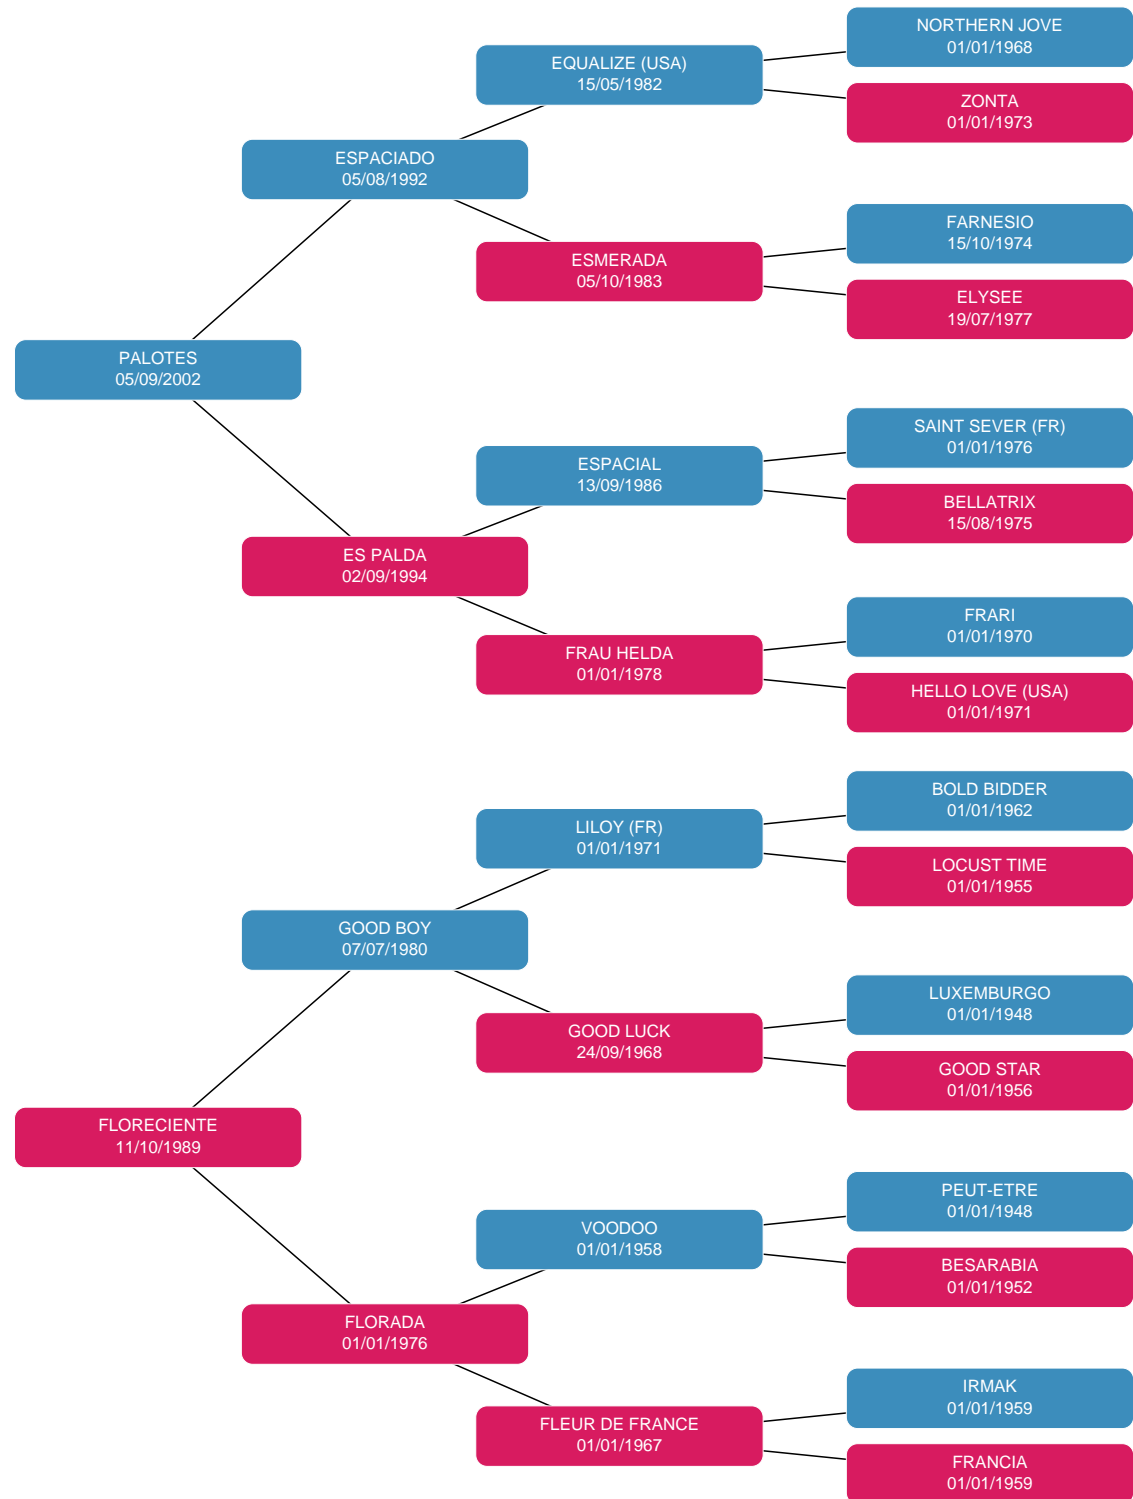 NORTHERN JOVE
01/01/1968
EQUALIZE (USA)
15/05/1982
ZONTA
01/01/1973
ESPACIADO
05/08/1992
FARNESIO
15/10/1974
ESMERADA
05/10/1983
ELYSEE
19/07/1977
PALOTES
05/09/2002
SAINT SEVER (FR)
01/01/1976
ESPACIAL
13/09/1986
BELLATRIX
15/08/1975
ES PALDA
02/09/1994
FRARI
01/01/1970
FRAU HELDA
01/01/1978
HELLO LOVE (USA)
01/01/1971
BOLD BIDDER
01/01/1962
LILOY (FR)
01/01/1971
LOCUST TIME
01/01/1955
GOOD BOY
07/07/1980
LUXEMBURGO
01/01/1948
GOOD LUCK
24/09/1968
GOOD STAR
01/01/1956
FLORECIENTE
11/10/1989
PEUT-ETRE
01/01/1948
VOODOO
01/01/1958
BESARABIA
01/01/1952
FLORADA
01/01/1976
IRMAK
01/01/1959
FLEUR DE FRANCE
01/01/1967
FRANCIA
01/01/1959